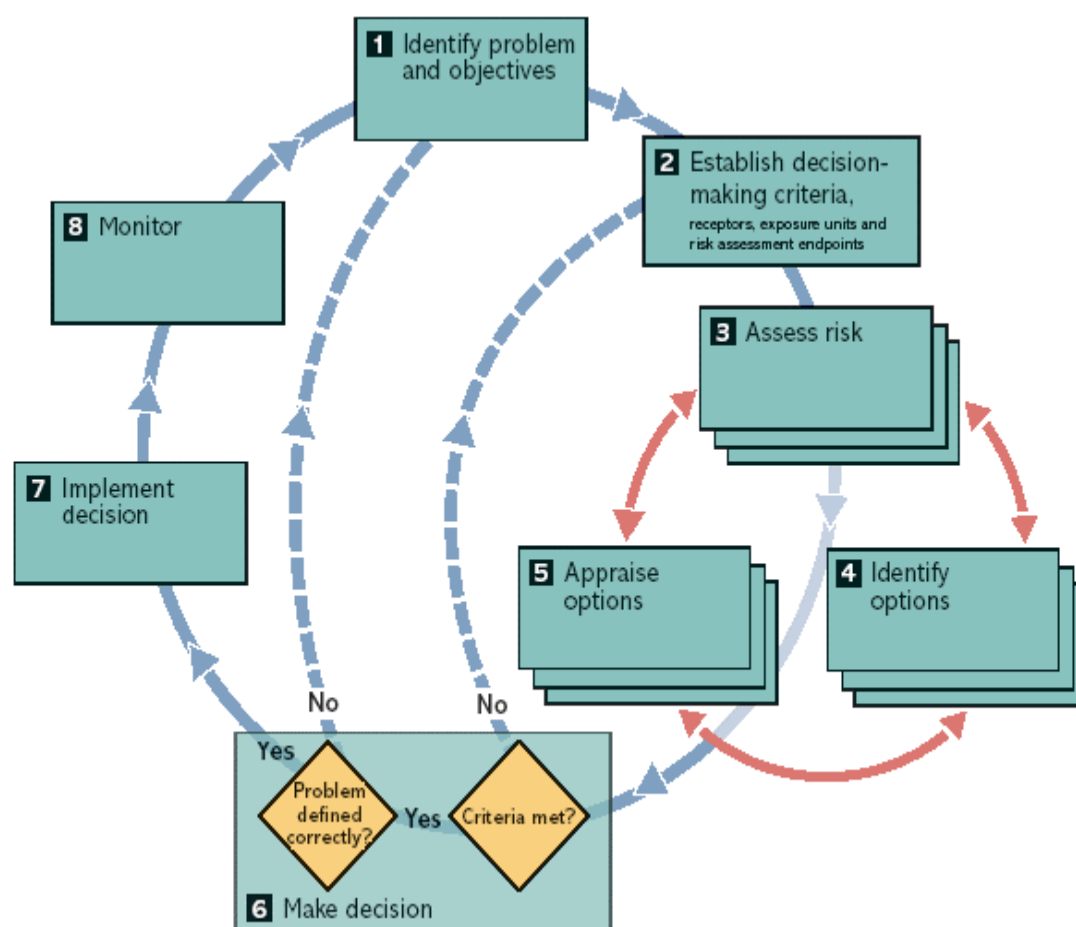 1 Identify problem
and objectives
2 Establish decision-
making criteria,
receptors, exposure units and
risk assessment endpoints
3 Assess risk
4 Identify
options
5 Appraise
options
No
No
Yes
Problem
defined
correctly?
Yes
Criteria met?
6 Make decision
7 Implement
decision
8 Monitor